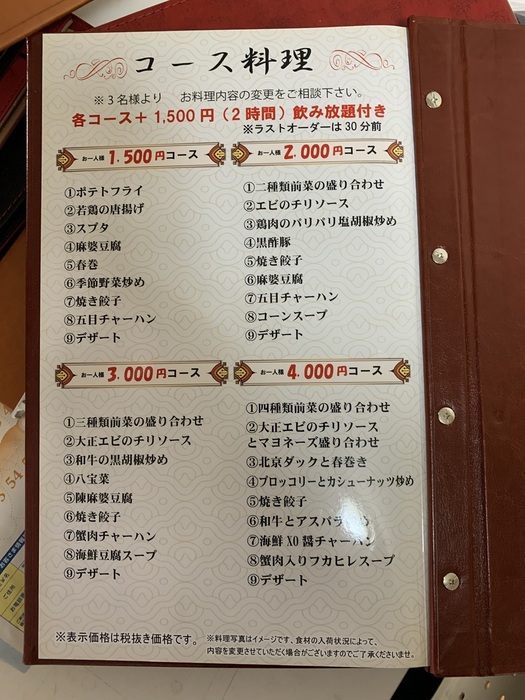 コース料理
※3名様より お料理内容の変更をご相談下さい。
各コース＋1,500円（2時間）飲み放題付き
※ラストオーダーは30分前
お一人様 1.500円コース
①ポテトフライ
②若鶏の唐揚げ
③スブタ
④麻婆豆腐
⑤春巻
⑥季節野菜炒め
⑦焼き餃子
⑧五目チャーハン
⑨デザート
お一人様 2.000円コース
①二種類前菜の盛り合わせ
②エビのチリソース
③鶏肉のパリパリ塩胡椒炒め
④黒酢豚
⑤焼き餃子
⑥麻婆豆腐
⑦五目チャーハン
⑧コーンスープ
⑨デザート
お一人様 3.000円コース
①三種類前菜の盛り合わせ
②大正エビのチリソース
③和牛の黒胡椒炒め
④八宝菜
⑤陳麻婆豆腐
⑥焼き餃子
⑦蟹肉チャーハン
⑧海鮮豆腐スープ
⑨デザート
お一人様 4.000円コース
①四種類前菜の盛り合わせ
②大正エビのチリソース
とマヨネーズ盛り合わせ
③北京ダックと春巻き
④ブロッコリーとカシューナッツ炒め
⑤焼き餃子
⑥和牛とアスパラ
⑦海鮮XO醤チャーハン
⑧蟹肉入りフカヒレスープ
⑨デザート
※表示価格は税抜き価格です。
※料理写真はイメージです、食材の入荷状況によって、
内容を変更させていただく場合がございますのでご了承くださいませ。